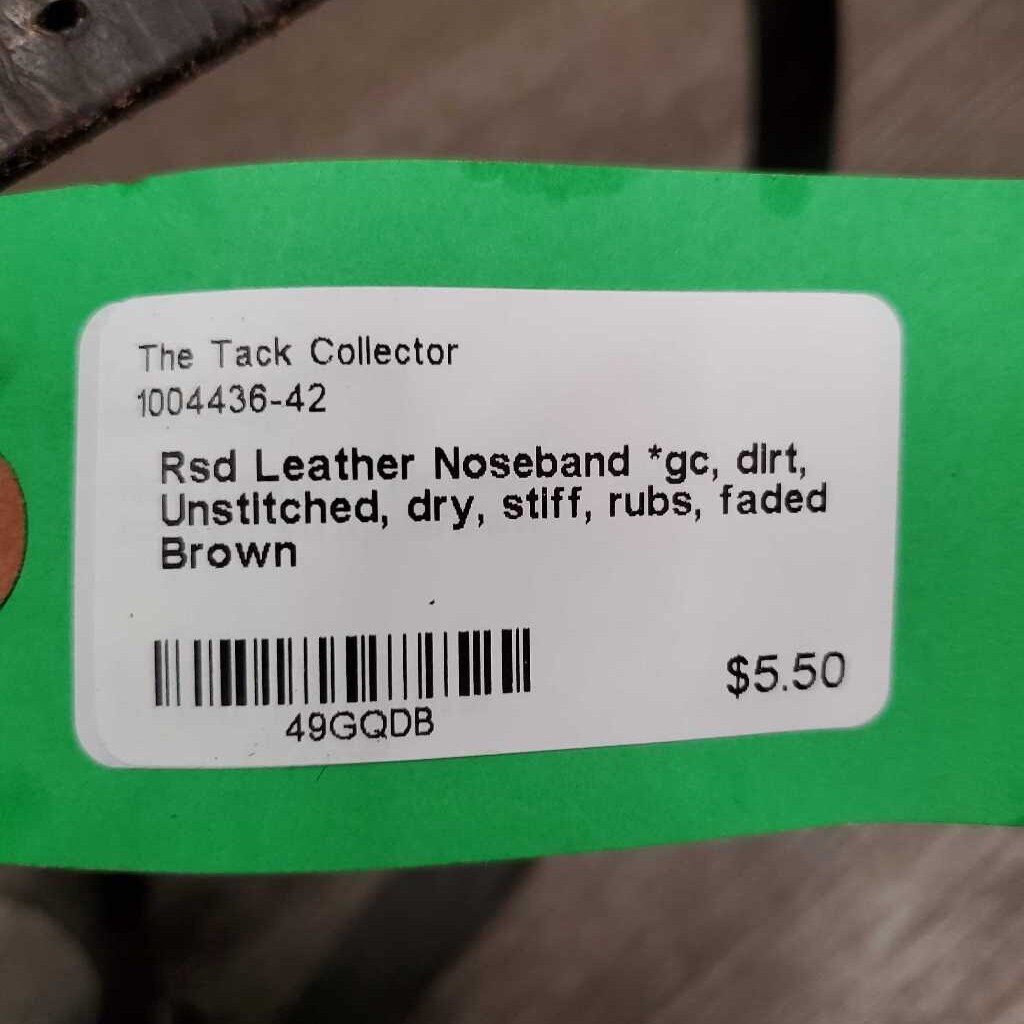 The Tack Collector
1004436-42
Rsd Leather Noseband *gc, dirt,
Unstitched, dry, stiff, rubs, faded
Brown
49GQDB
$5.50